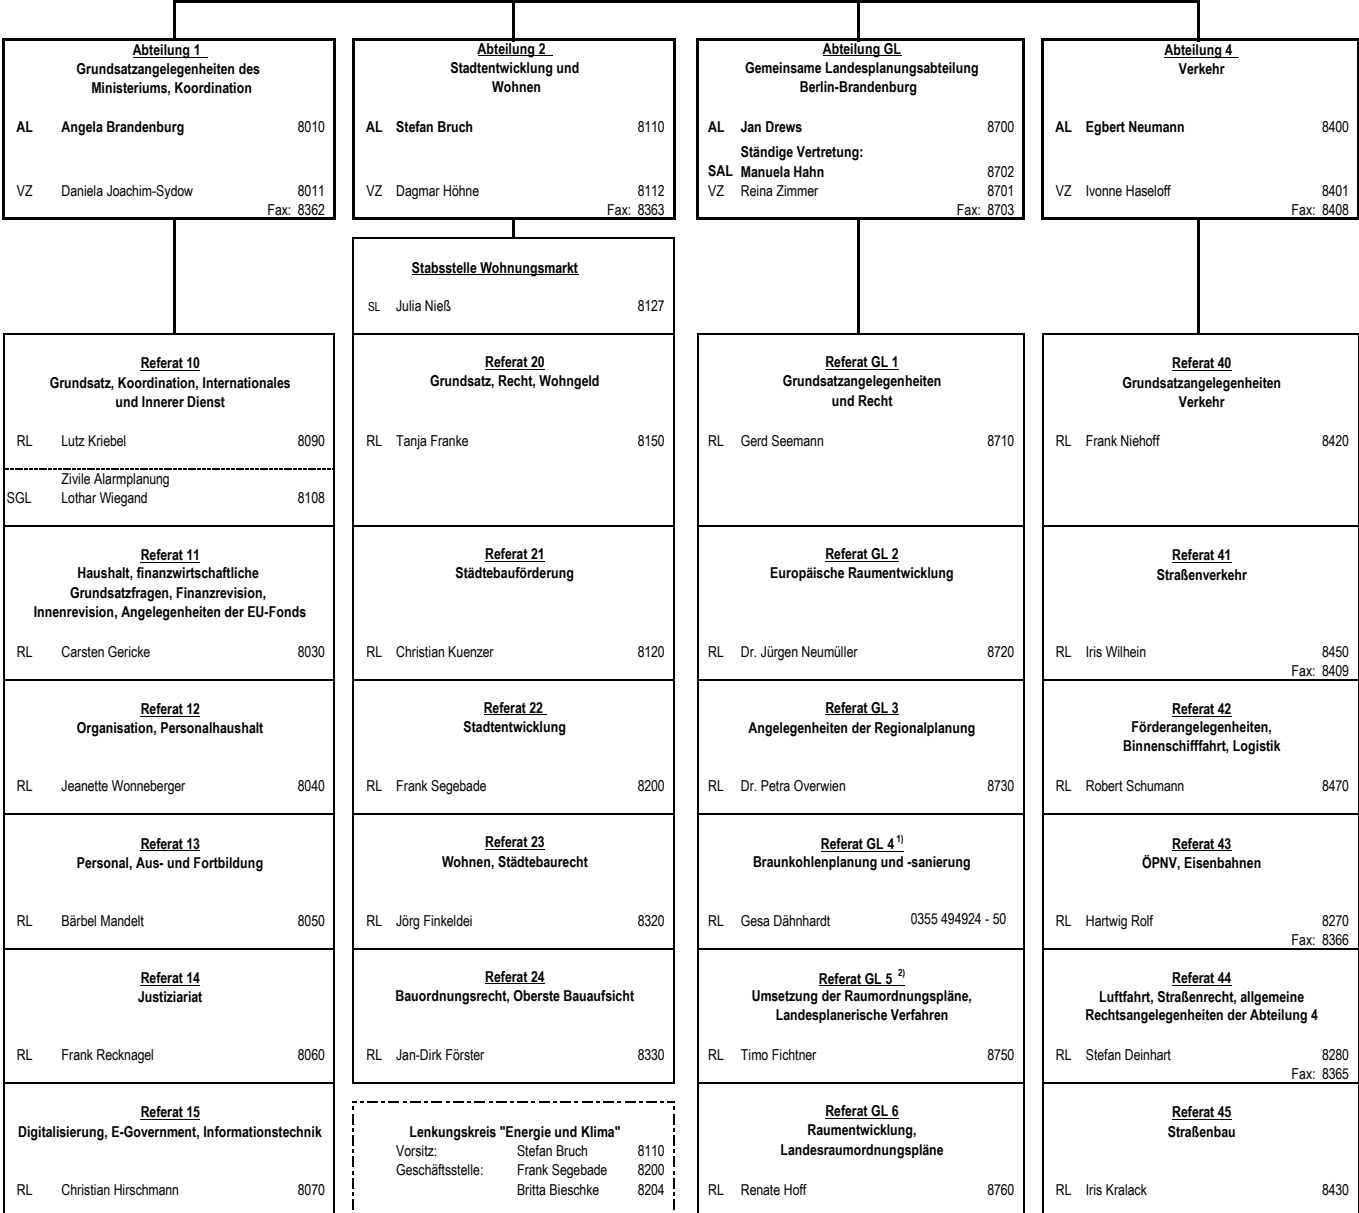 Abteilung 1
Grundsatzangelegenheiten des
Ministeriums, Koordination
AL Angela Brandenburg 8010
VZ Daniela Joachim-Sydow 8011
Fax: 8362
Referat 10
Grundsatz, Koordination, Internationales
und Innerer Dienst
RL Lutz Kriebel 8090
Zivile Alarmplanung
SGL Lothar Wiegand 8108
Referat 11
Haushalt, finanzwirtschaftliche
Grundsatzfragen, Finanzrevision,
Innenrevision, Angelegenheiten der EU-Fonds
RL Carsten Gericke 8030
Referat 12
Organisation, Personalhaushalt
RL Jeanette Wonneberger 8040
Referat 13
Personal, Aus- und Fortbildung
RL Bärbel Mandelt 8050
Referat 14
Justiziariat
RL Frank Recknagel 8060
Referat 15
Digitalisierung, E-Government, Informationstechnik
RL Christian Hirschmann 8070
Abteilung 2
Stadtentwicklung und
Wohnen
AL Stefan Bruch 8110
VZ Dagmar Höhne 8112
Fax: 8363
Stabsstelle Wohnungsmarkt
SL Julia Nieß 8127
Referat 20
Grundsatz, Recht, Wohngeld
RL Tanja Franke 8150
Referat 21
Städtebauförderung
RL Christian Kuenzer 8120
Referat 22
Stadtentwicklung
RL Frank Segebade 8200
Referat 23
Wohnen, Städtebaurecht
RL Jörg Finkeldei 8320
Referat 24
Bauordnungsrecht, Oberste Bauaufsicht
RL Jan-Dirk Förster 8330
Lenkungskreis "Energie und Klima"
Vorsitz: Stefan Bruch 8110
Geschäftsstelle: Frank Segebade 8200
Britta Bieschke 8204
Abteilung GL
Gemeinsame Landesplanungsabteilung
Berlin-Brandenburg
AL Jan Drews 8700
Ständige Vertretung:
SAL Manuela Hahn 8702
VZ Reina Zimmer 8701
Fax: 8703
Referat GL 1
Grundsatzangelegenheiten
und Recht
RL Gerd Seemann 8710
Referat GL 2
Europäische Raumentwicklung
RL Dr. Jürgen Neumüller 8720
Referat GL 3
Angelegenheiten der Regionalplanung
RL Dr. Petra Overwien 8730
Referat GL 4 1)
Braunkohlenplanung und -sanierung
RL Gesa Dähnhardt 0355 494924 - 50
Referat GL 5 2)
Umsetzung der Raumordnungspläne,
Landesplanerische Verfahren
RL Timo Fichtner 8750
Referat GL 6
Raumentwicklung,
Landesraumordnungspläne
RL Renate Hoff 8760
Abteilung 4
Verkehr
AL Egbert Neumann 8400
VZ Ivonne Haseloff 8401
Fax: 8408
Referat 40
Grundsatzangelegenheiten
Verkehr
RL Frank Niehoff 8420
Referat 41
Straßenverkehr
RL Iris Wilhein 8450
Fax: 8409
Referat 42
Förderangelegenheiten,
Binnenschifffahrt, Logistik
RL Robert Schumann 8470
Referat 43
ÖPNV, Eisenbahnen
RL Hartwig Rolf 8270
Fax: 8366
Referat 44
Luftfahrt, Straßenrecht, allgemeine
Rechtsangelegenheiten der Abteilung 4
RL Stefan Deinhart 8280
Fax: 8365
Referat 45
Straßenbau
RL Iris Kralack 8430